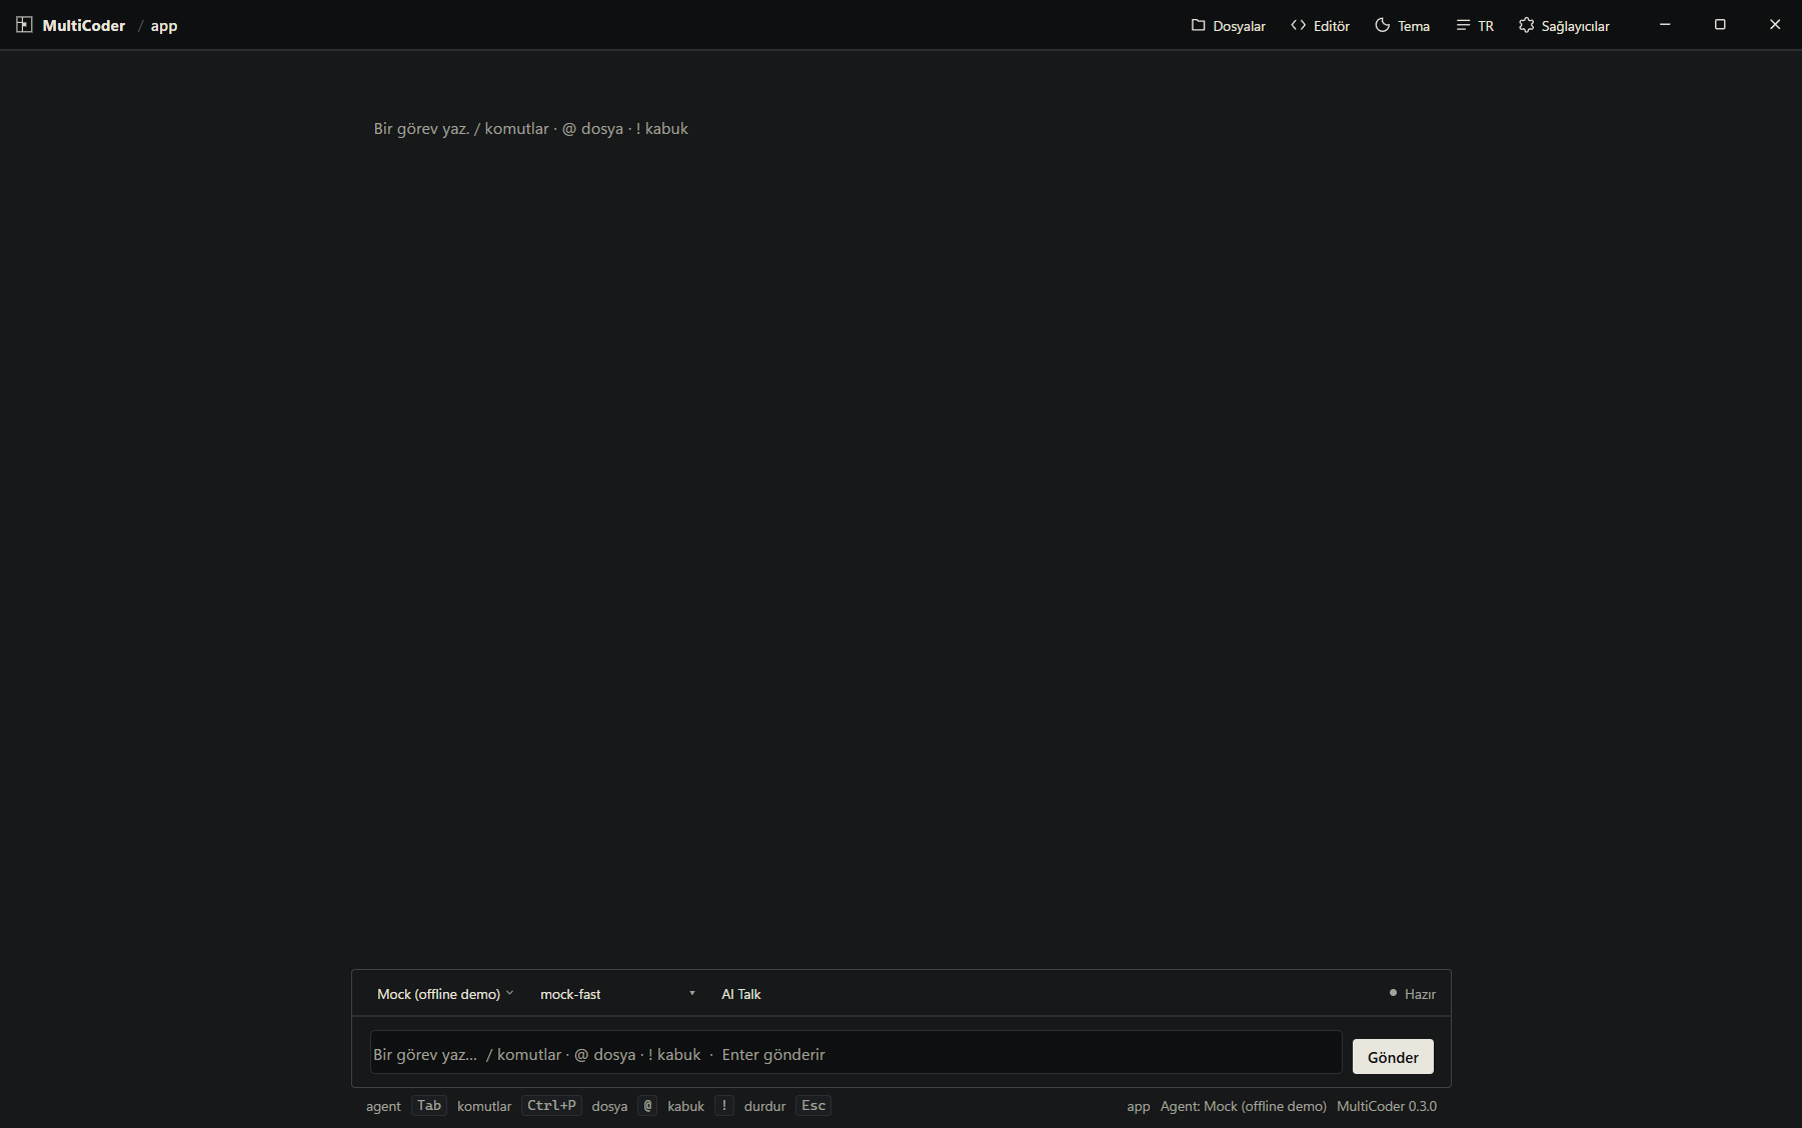 MultiCoder / app
Dosyalar Editör Tema TR Sağlayıcılar
Bir görev yaz. / komutlar · @ dosya · ! kabuk
Mock (offline demo) mock-fast AI Talk Hazır
Bir görev yaz... / komutlar · @ dosya · ! kabuk · Enter gönderir
Gönder
agent Tab komutlar Ctrl+P dosya @ kabuk ! durdur Esc
app Agent: Mock (offline demo) MultiCoder 0.3.0